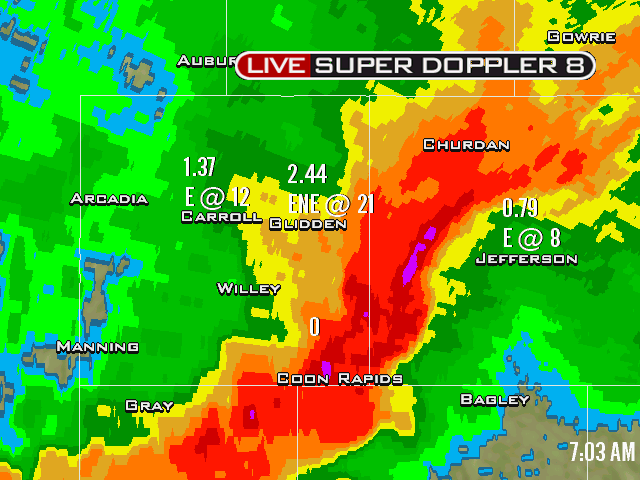 GOWRIE
AUBUR
LIVE SUPER DOPPLER 8
CHURDAN
1.37
2.44
E @ 12
ENE @ 21
0.79
ARCADIA
CARROLL
GLIDDEN
E @ 8
JEFFERSON
WILLEY
0
MANNING
COON RAPIDS
GRAY
BAGLEY
7:03 AM